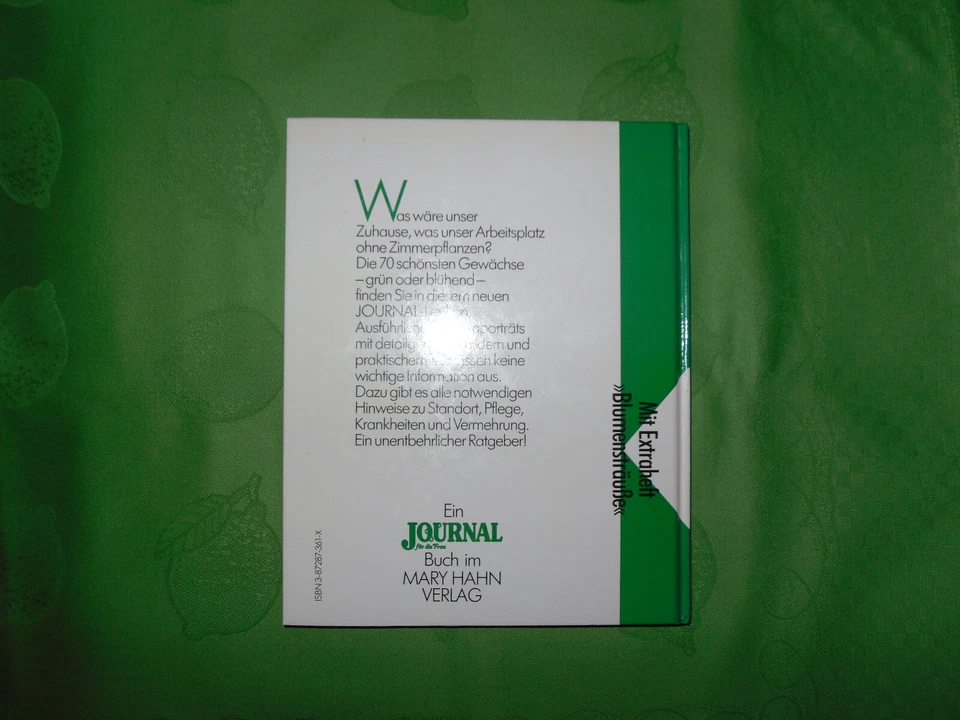 Was wäre unser
Zuhause, was unser Arbeitsplatz
ohne Zimmerpflanzen?
Die 70 schönsten Gewächse
– grün oder blühend –
finden Sie in diesem neuen
JOURNAL
mit und
praktischem keine
wichtige Information aus.
Dazu gibt es alle notwendigen
Hinweise zu Standort, Pflege,
Krankheiten und Vermehrung.
Ein unentbehrlicher Ratgeber!
Ein
JOURNAL
für die Frau
Buch im
MARY HAHN
VERLAG
ISBN 3-87287-361-X
Mit Extraheft
»Blumensträuße«